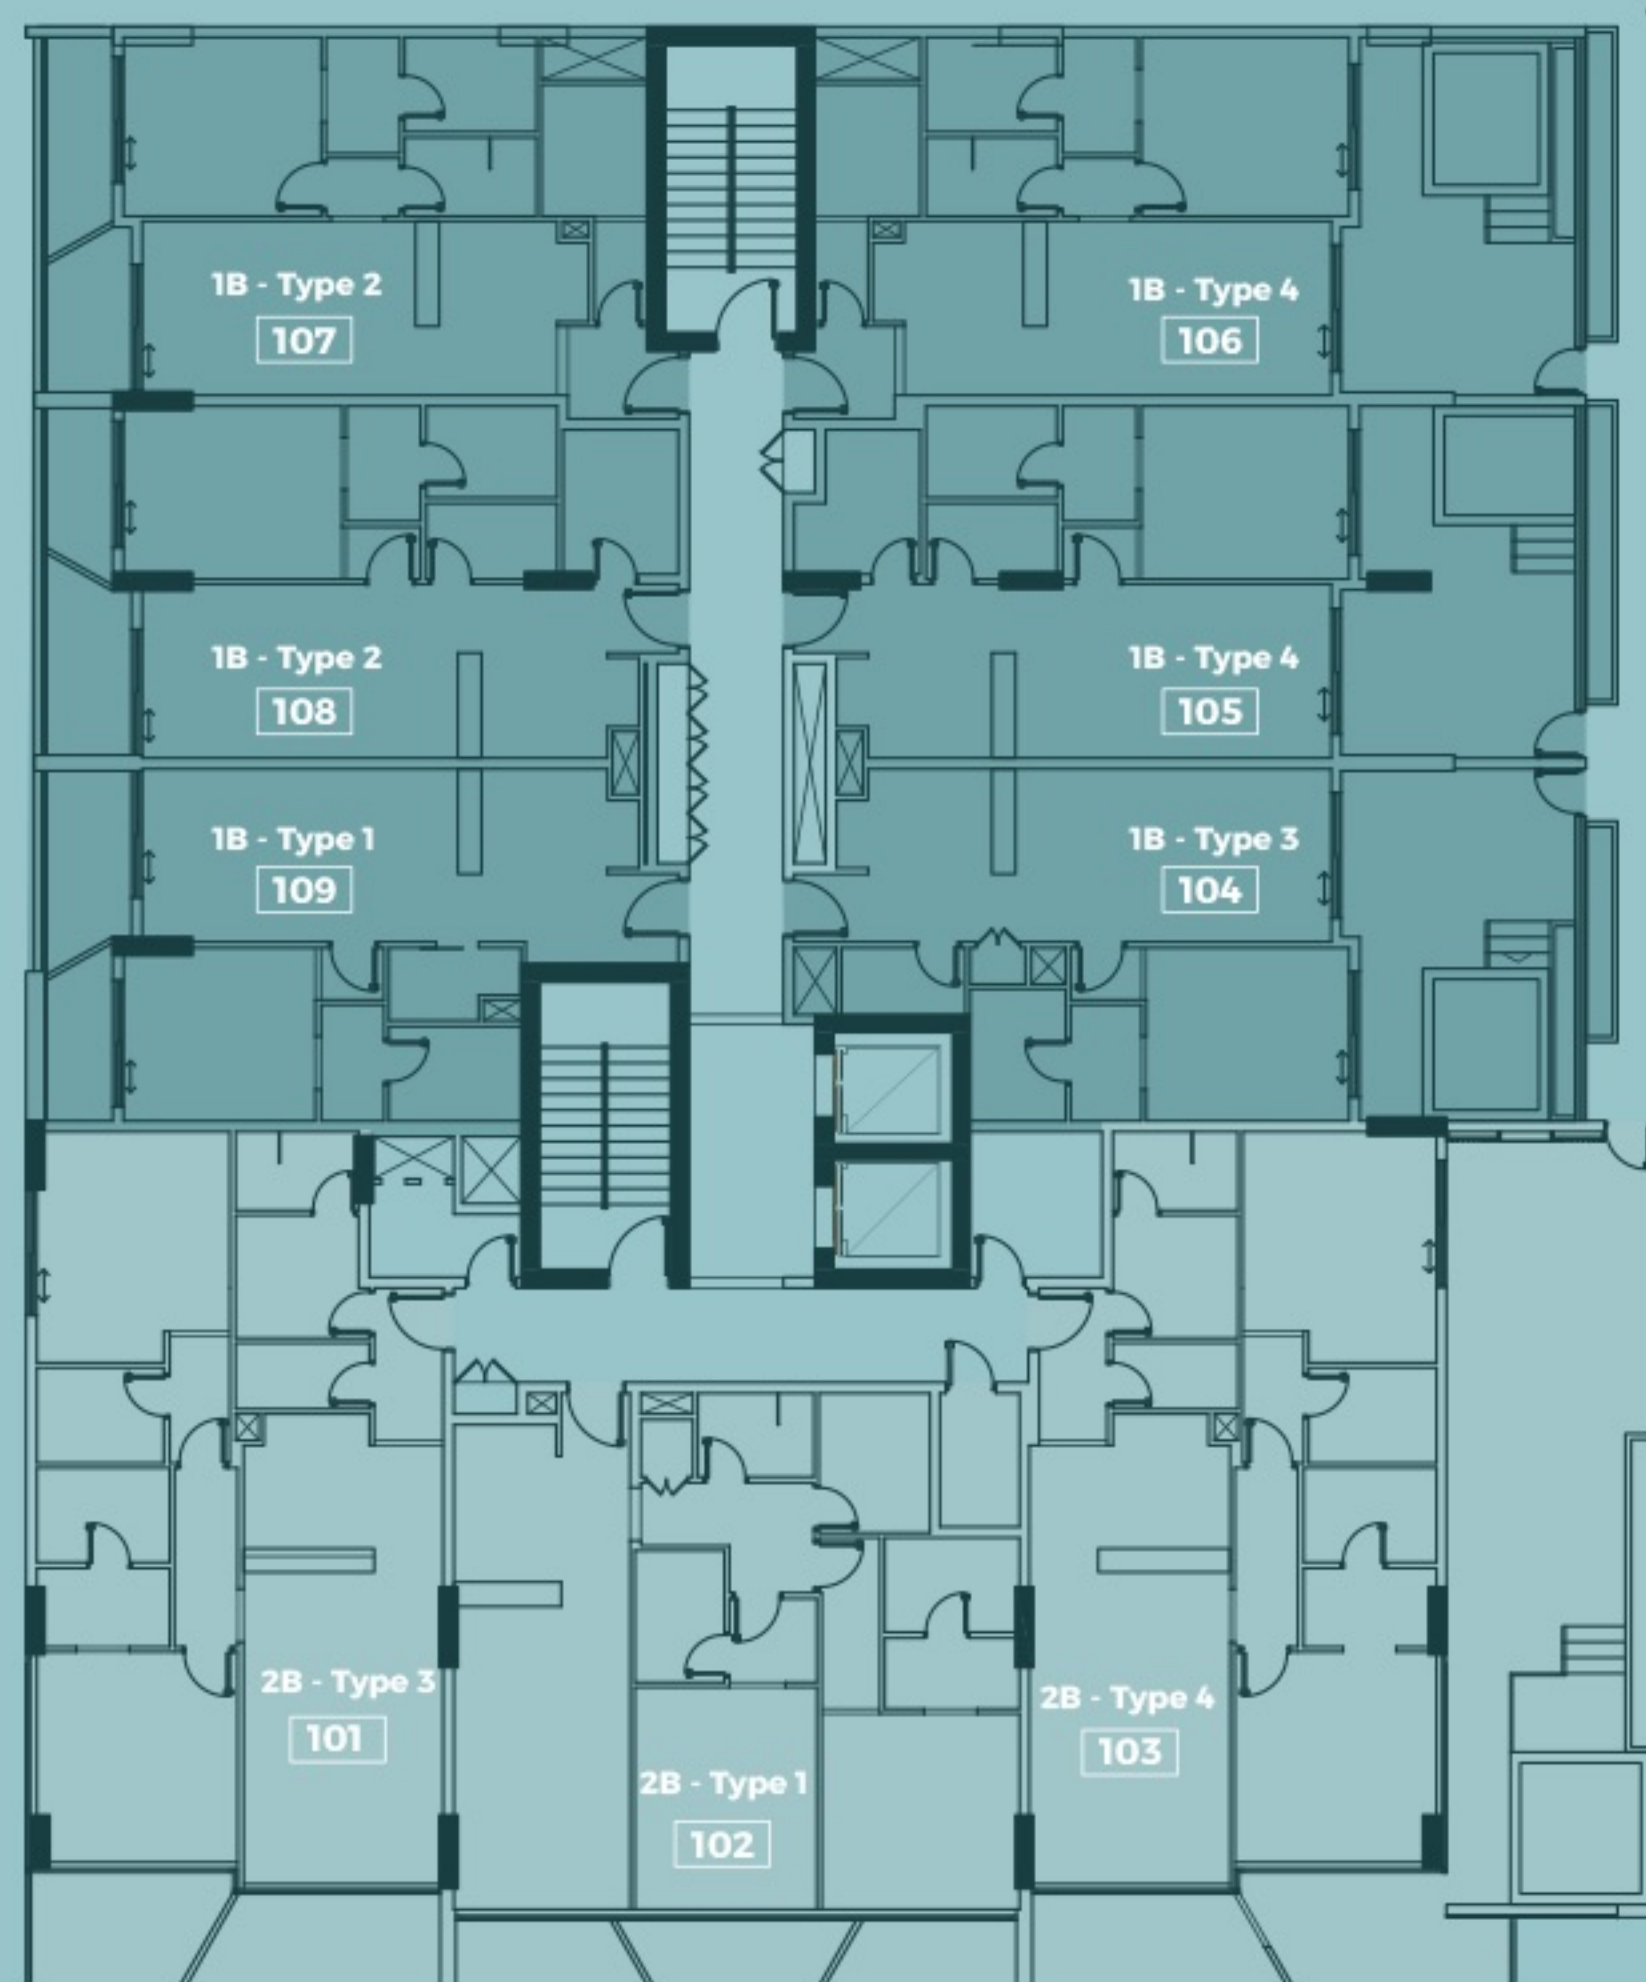 1B - Type 2
107
1B - Type 4
106
1B - Type 2
108
1B - Type 4
105
1B - Type 1
109
1B - Type 3
104
2B - Type 3
101
2B - Type 4
103
2B - Type 1
102